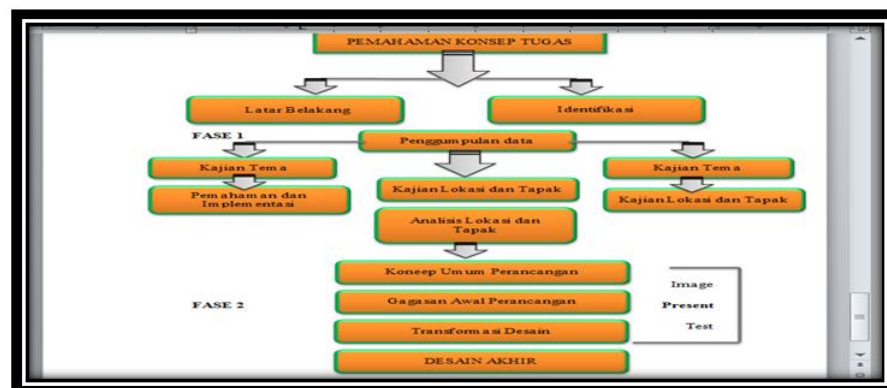 PEMAHAMAN KONSEP TUGAS
Latar Belakang
Identifikasi
FASE 1
Penggumpulan data
Kajian Tema
Kajian Tema
Pemahaman dan
Implementasi
Kajian Lokasi dan Tapak
Kajian Lokasi dan Tapak
Analisis Lokasi dan
Tapak
Koneep Umum Perancangan
Image
FASE 2
Gagasan Awal Perancangan
Present
Transformasi Desain
Test
DESAIN AKHIR